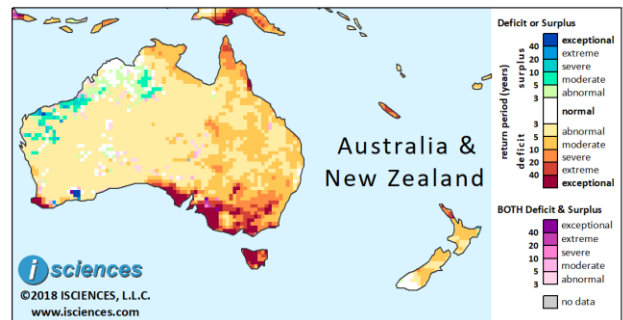 Australia &
New Zealand
isciences
©2018 ISCIENCES, L.L.C.
www.isciences.com
Deficit or Surplus
return period (years)
surplus
deficit
exceptional
40 extreme
20 severe
10 moderate
5 abnormal
3
normal
3
abnormal
5 moderate
10 severe
20 extreme
40 exceptional
BOTH Deficit & Surplus
exceptional
40 extreme
20 severe
10 moderate
5 abnormal
3
no data